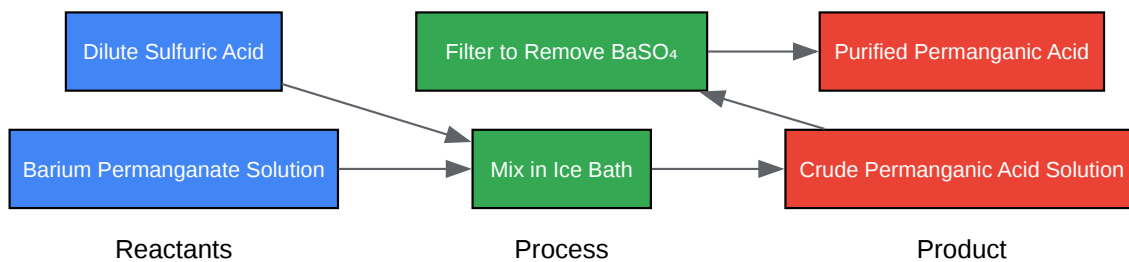 Dilute Sulfuric Acid
Filter to Remove BaSO₄
Purified Permanganic Acid
Barium Permanganate Solution
Mix in Ice Bath
Crude Permanganic Acid Solution
Reactants
Process
Product